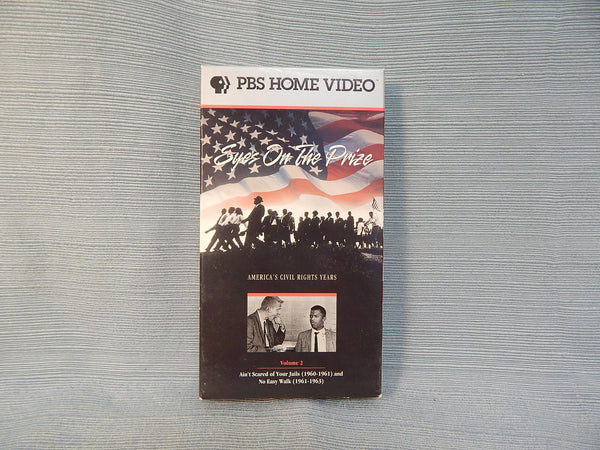 PBS HOME VIDEO
Eyes On The Prize
AMERICA'S CIVIL RIGHTS YEARS
Volume 2
Ain't Scared of Your Jails (1960-1961) and
No Easy Walk (1961-1963)